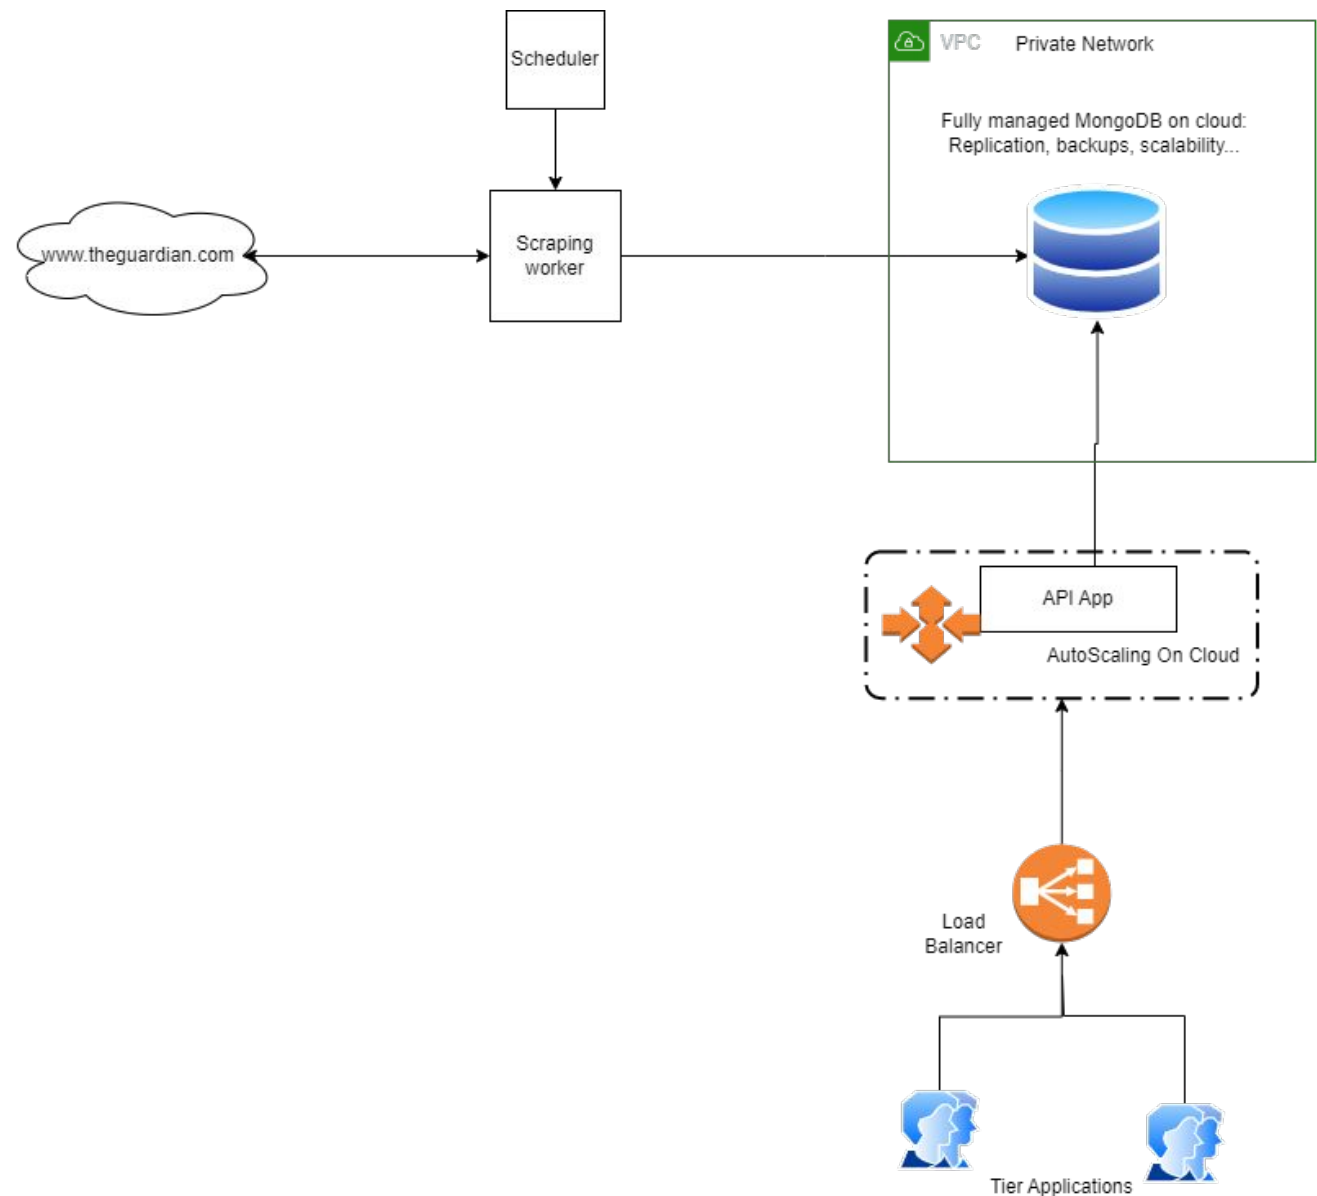 Scheduler
VPC
Private Network
Fully managed MongoDB on cloud:
Replication, backups, scalability...
www.theguardian.com
Scraping
worker
API App
AutoScaling On Cloud
Load
Balancer
Tier Applications